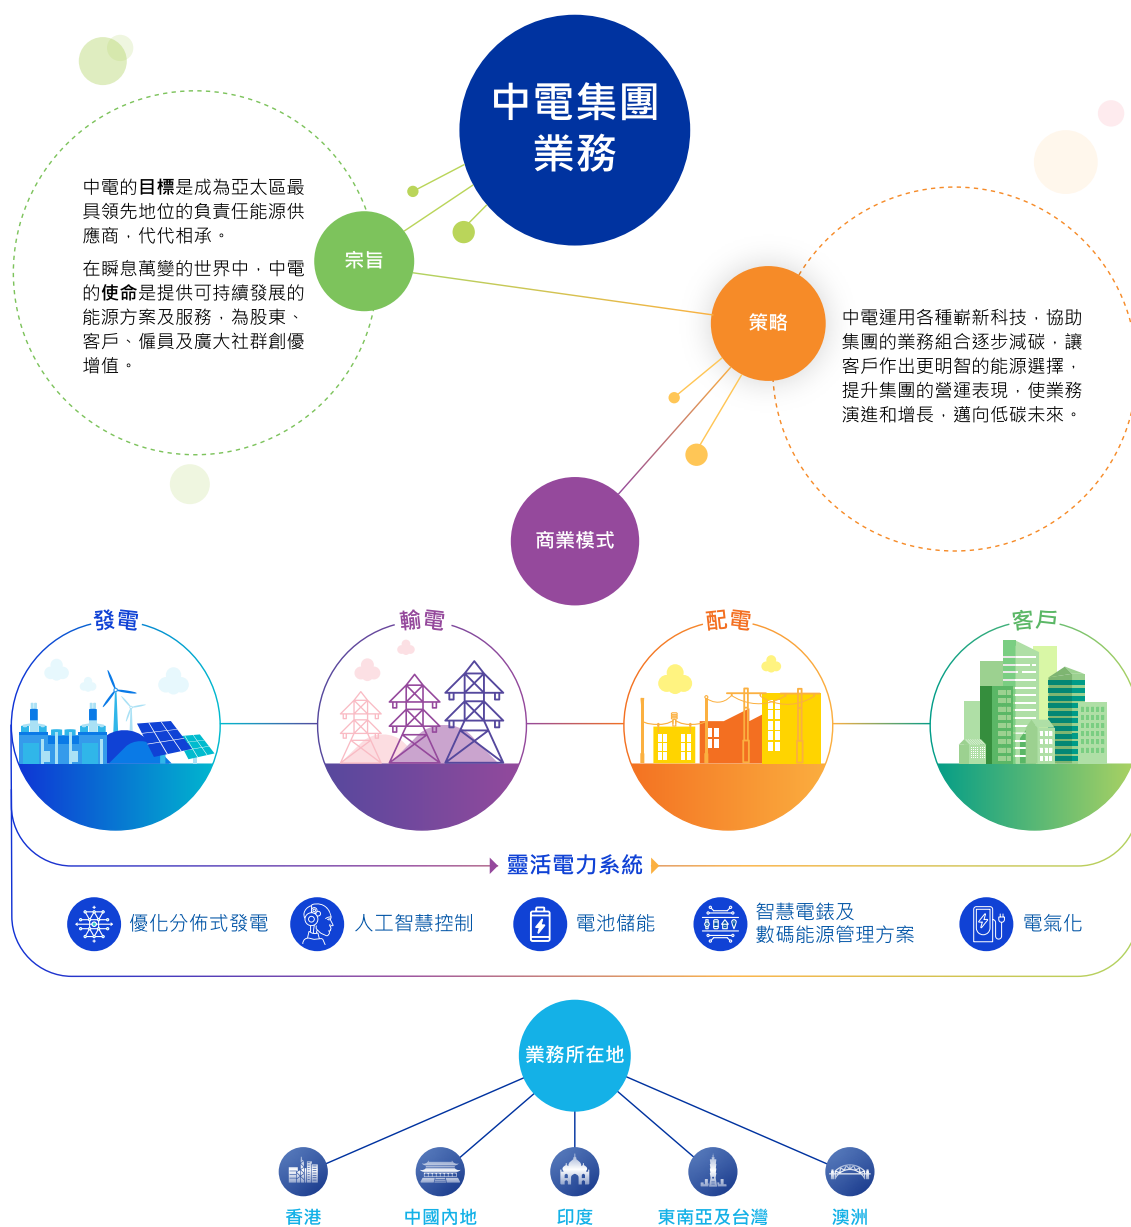 中電集團
業務
中電的目標是成為亞太區最
具領先地位的負責任能源供
應商，代代相承。
在瞬息萬變的世界中，中電
的使命是提供可持續發展的
能源方案及服務，為股東、
客戶、僱員及廣大社群創優
增值。
宗旨
策略
中電運用各種嶄新科技，協助
集團的業務組合逐步減碳，讓
客戶作出更明智的能源選擇，
提升集團的營運表現，使業務
演進和增長，邁向低碳未來。
商業模式
發電
輸電
配電
客戶
靈活電力系統
優化分佈式發電
人工智慧控制
電池儲能
智慧電錶及
數碼能源管理方案
電氣化
業務所在地
香港
中國內地
印度
東南亞及台灣
澳洲